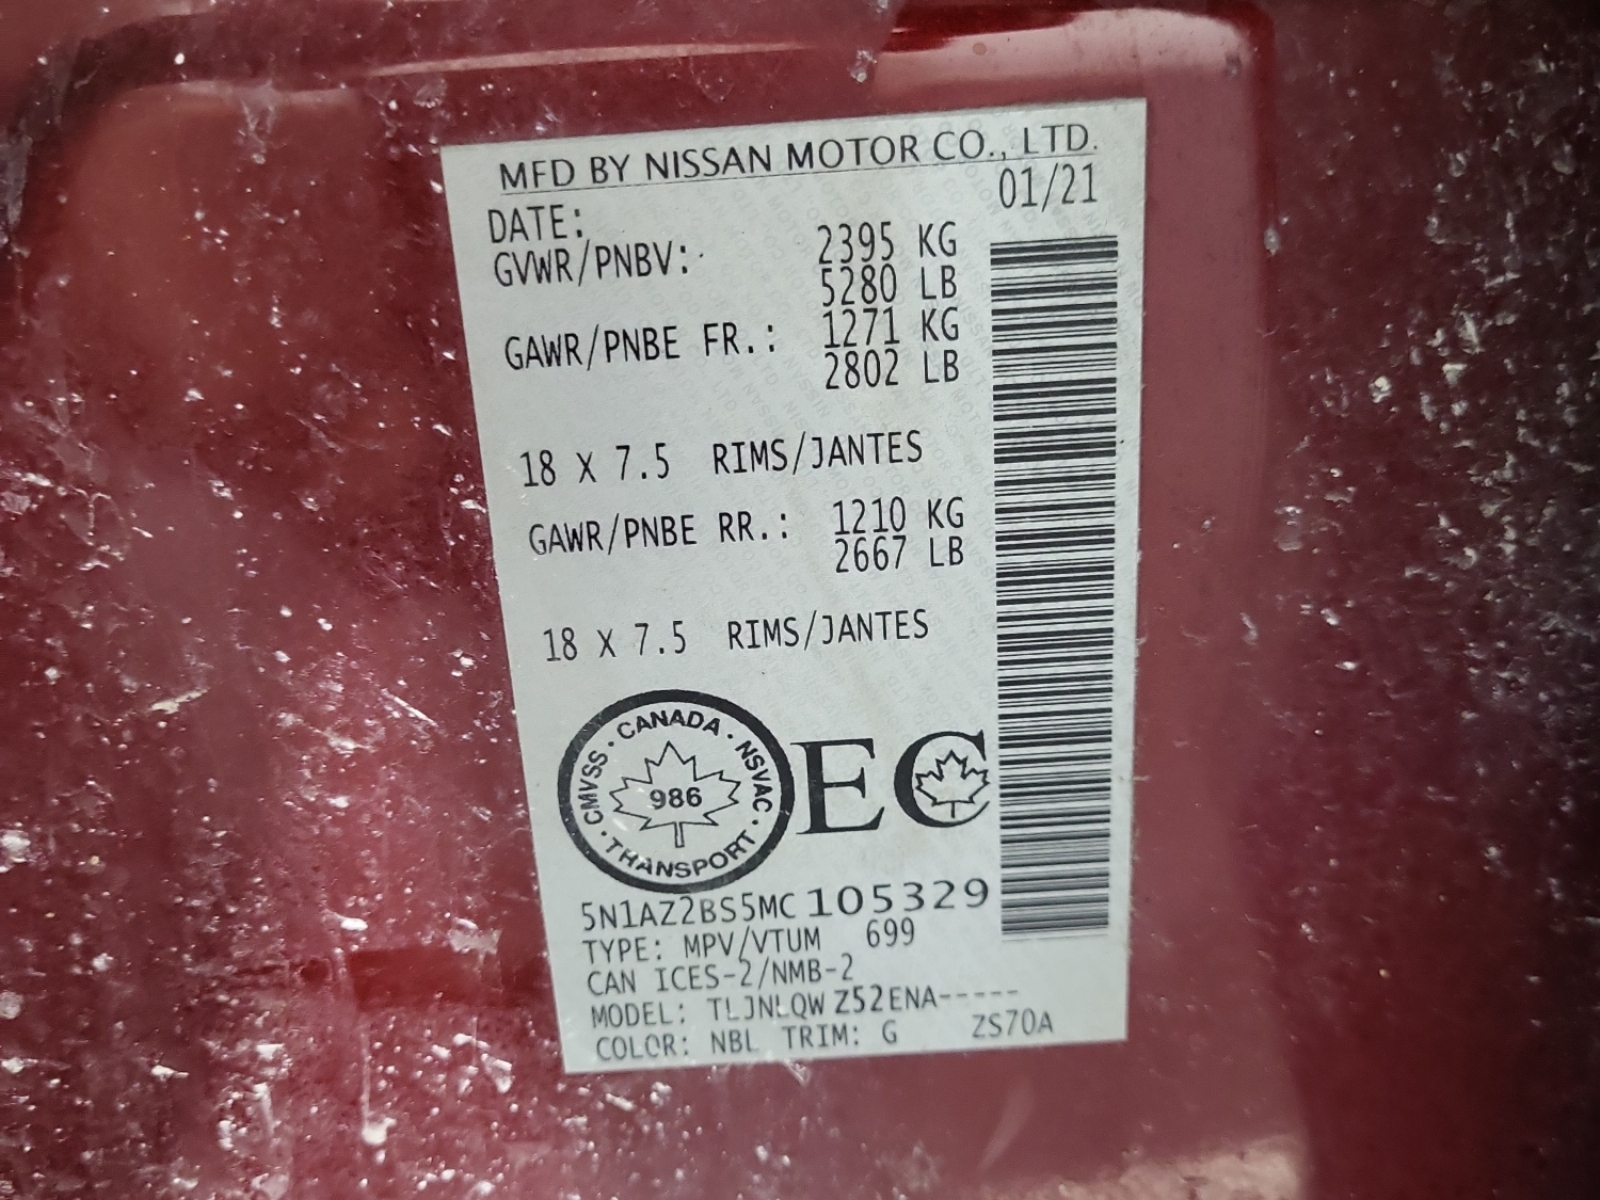 MFD BY NISSAN MOTOR CO., LTD.
DATE: 01/21
GVWR/PNBV: 2395 KG
5280 LB
GAWR/PNBE FR.: 1271 KG
2802 LB
18 X 7.5 RIMS/JANTES
GAWR/PNBE RR.: 1210 KG
2667 LB
18 X 7.5 RIMS/JANTES
CANADA · NSVAC · TRANSPORT · CMVSS ·
986
EC
5N1AZ2BS5MC105329
TYPE: MPV/VTUM 699
CAN ICES-2/NMB-2
MODEL: TLJNLQW Z52ENA-----
COLOR: NBL TRIM: G ZS70A